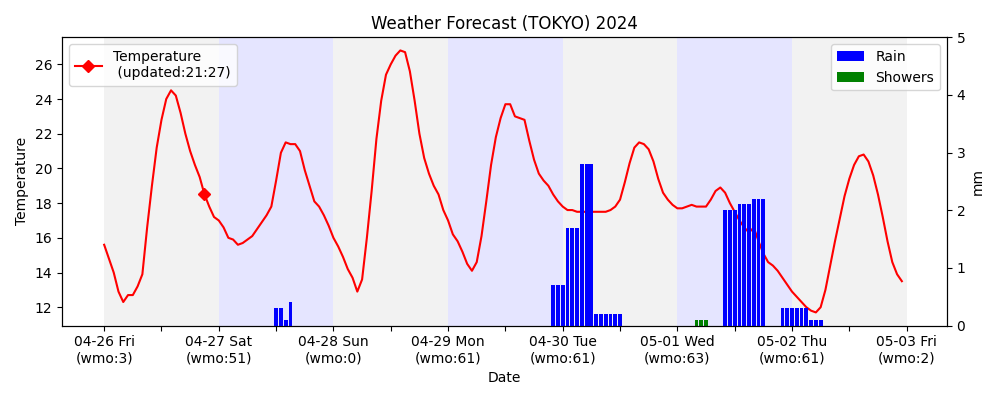 Weather Forecast (TOKYO) 2024
Temperature
(updated:21:27)
Rain
Showers
Temperature
26
24
22
20
18
16
14
12
5
4
3
2
1
0
mm
04-26 Fri
(wmo:3)
04-27 Sat
(wmo:51)
04-28 Sun
(wmo:0)
04-29 Mon
(wmo:61)
04-30 Tue
(wmo:61)
05-01 Wed
(wmo:63)
05-02 Thu
(wmo:61)
05-03 Fri
(wmo:2)
Date